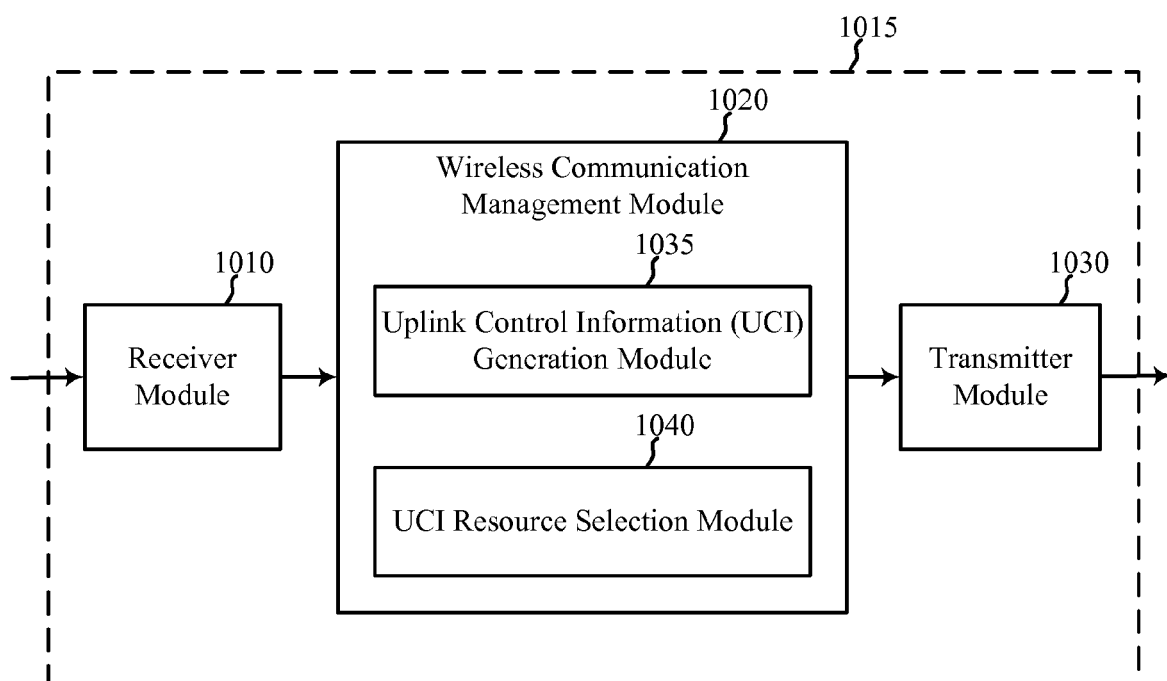 1015
1020
Wireless Communication
Management Module
1035
Uplink Control Information (UCI)
Generation Module
1040
UCI Resource Selection Module
1010
Receiver
Module
1030
Transmitter
Module